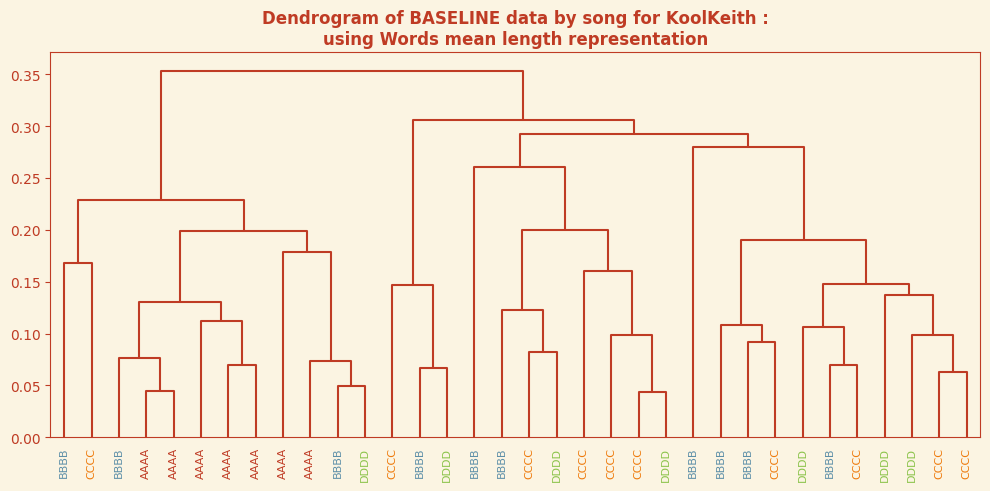 Dendrogram of BASELINE data by song for KoolKeith :
using Words mean length representation
0.35
0.30
0.25
0.20
0.15
0.10
0.05
0.00
BBBB CCCC BBBB AAAA AAAA AAAA AAAA AAAA AAAA AAAA BBBB DDDD CCCC BBBB DDDD BBBB BBBB CCCC DDDD CCCC CCCC CCCC DDDD BBBB BBBB BBBB CCCC DDDD BBBB CCCC DDDD DDDD CCCC CCCC